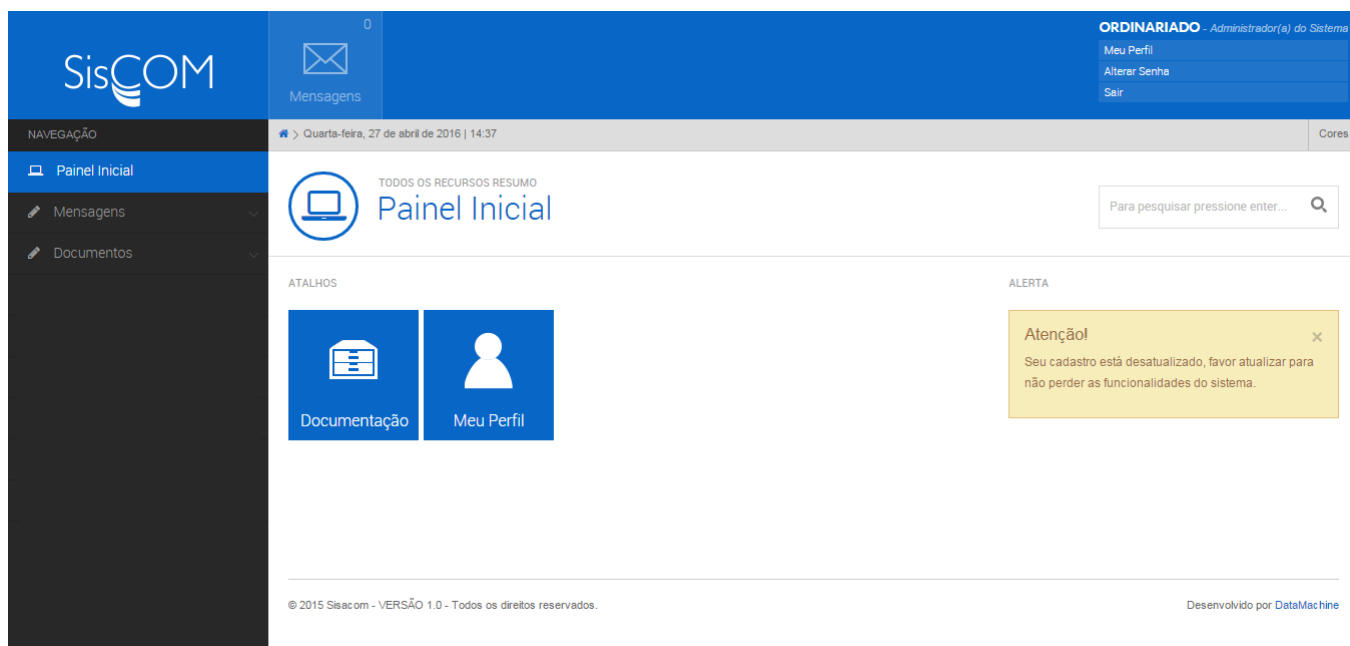 SisCOM
0
Mensagens
ORDINARIADO - Administrador(a) do Sistema
Meu Perfil
Alterar Senha
Sair
NAVEGAÇÃO
> Quarta-feira, 27 de abril de 2016 | 14:37
Cores
Painel Inicial
Mensagens
Documentos
TODOS OS RECURSOS RESUMO
Painel Inicial
Para pesquisar pressione enter...
ATALHOS
Documentação
Meu Perfil
ALERTA
Atenção!
×
Seu cadastro está desatualizado, favor atualizar para
não perder as funcionalidades do sistema.
© 2015 Sisacom - VERSÃO 1.0 - Todos os direitos reservados.
Desenvolvido por DataMachine